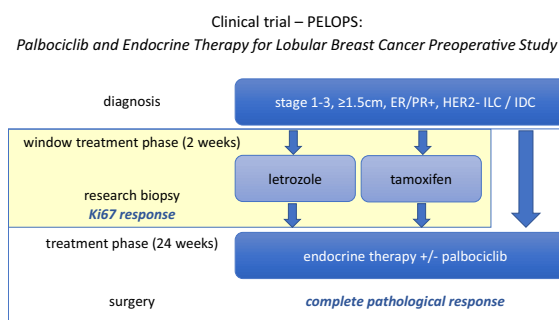 Clinical trial – PELOPS:
Palbociclib and Endocrine Therapy for Lobular Breast Cancer Preoperative Study
diagnosis
stage 1-3, ≥1.5cm, ER/PR+, HER2- ILC / IDC
window treatment phase (2 weeks)
letrozole
tamoxifen
research biopsy
Ki67 response
treatment phase (24 weeks)
endocrine therapy +/- palbociclib
surgery
complete pathological response